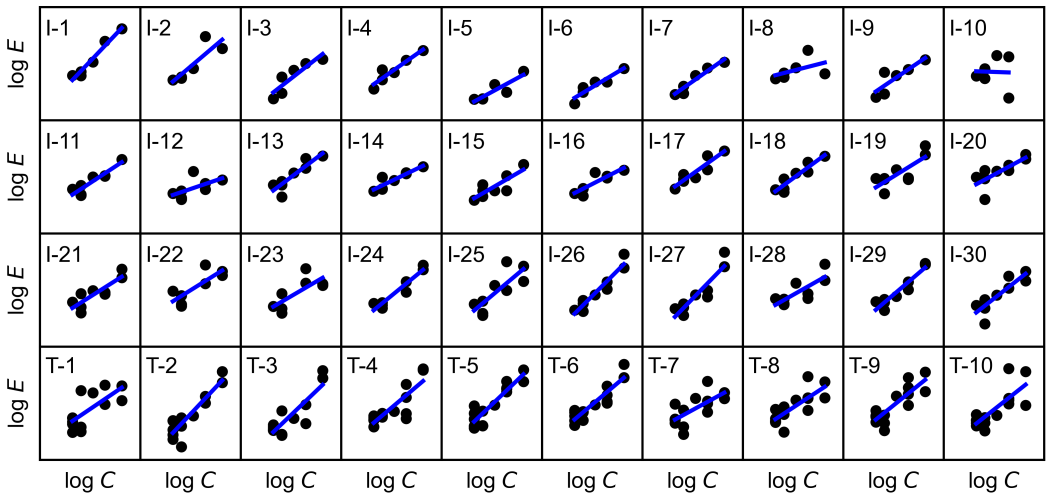 log E I-1 I-2 I-3 I-4 I-5 I-6 I-7 I-8 I-9 I-10
log E I-11 I-12 I-13 I-14 I-15 I-16 I-17 I-18 I-19 I-20
log E I-21 I-22 I-23 I-24 I-25 I-26 I-27 I-28 I-29 I-30
log E T-1 T-2 T-3 T-4 T-5 T-6 T-7 T-8 T-9 T-10
log C log C log C log C log C log C log C log C log C log C